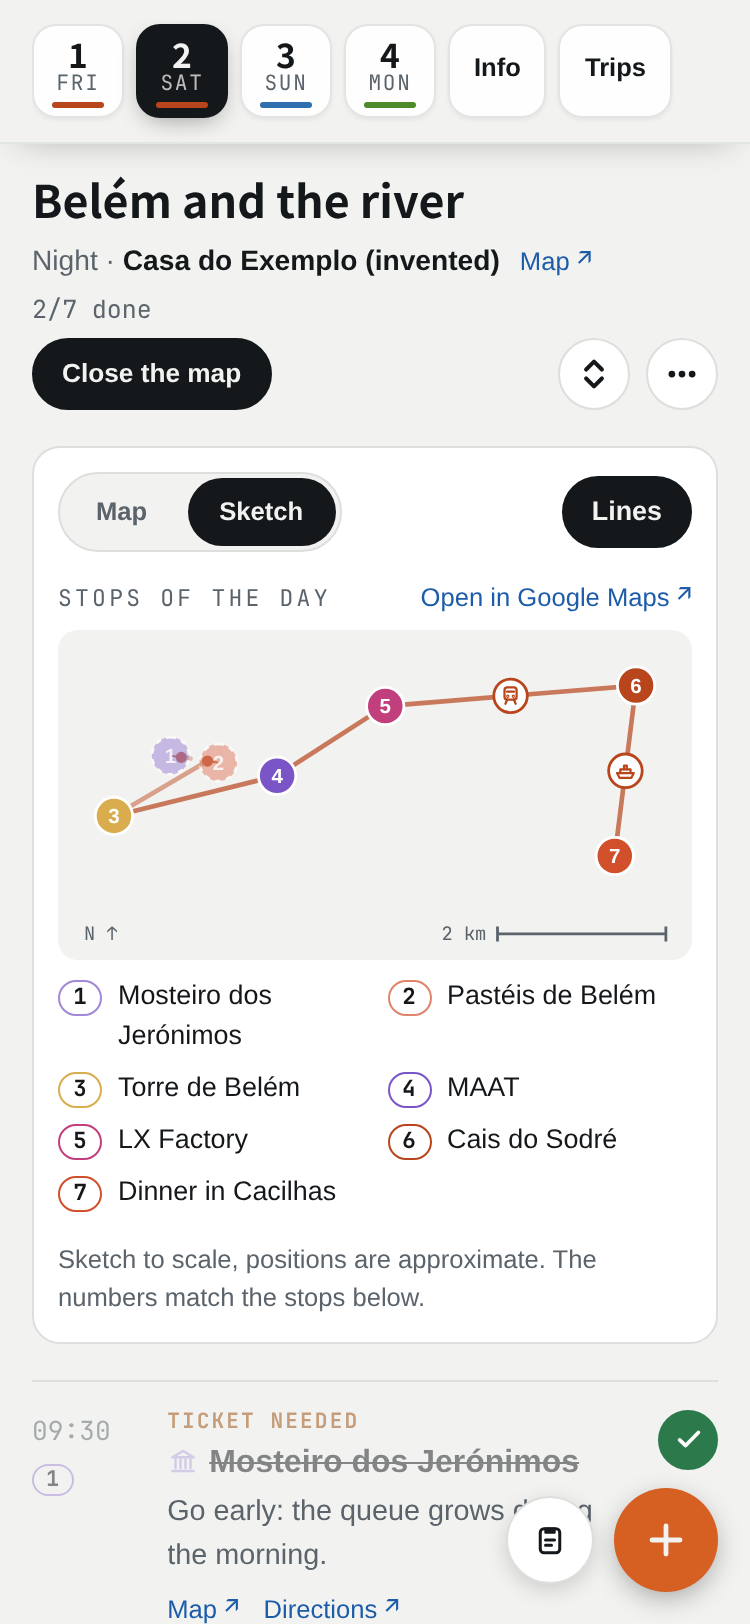 1 2 3 4 Info Trips
FRI SAT SUN MON
Belém and the river
Night · Casa do Exemplo (invented) Map
2/7 done
Close the map
Map Sketch Lines
STOPS OF THE DAY Open in Google Maps
6
5
1 2
4
3
7
N ↑ 2 km
1 Mosteiro dos Jerónimos
2 Pastéis de Belém
3 Torre de Belém
4 MAAT
5 LX Factory
6 Cais do Sodré
7 Dinner in Cacilhas
Sketch to scale, positions are approximate. The
numbers match the stops below.
TICKET NEEDED
09:30
Mosteiro dos Jerónimos
1
Go early: the queue grows
the morning.
Map Directions